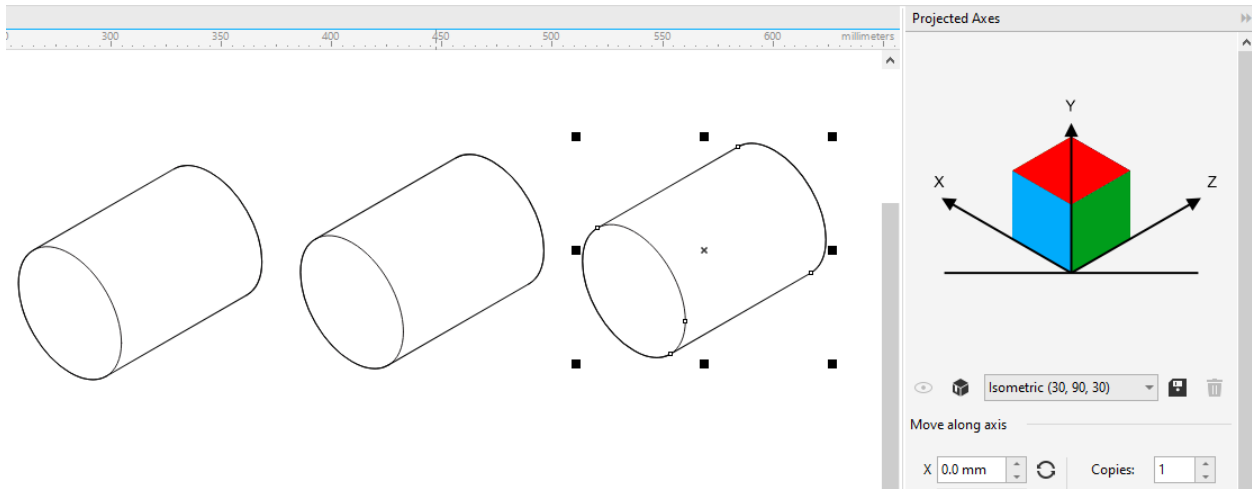 Projected Axes
0 300 350 400 450 500 550 600 millimeters
Y
X Z
Isometric (30, 90, 30)
Move along axis
X 0.0 mm Copies: 1